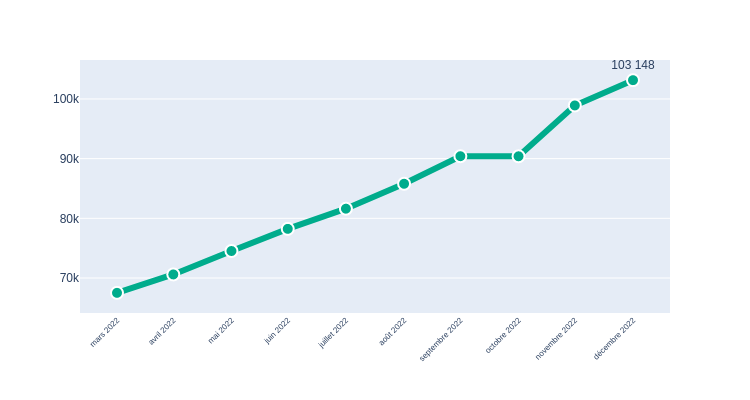 103 148
100k
90k
80k
70k
mars 2022
avril 2022
mai 2022
juin 2022
juillet 2022
août 2022
septembre 2022
octobre 2022
novembre 2022
décembre 2022